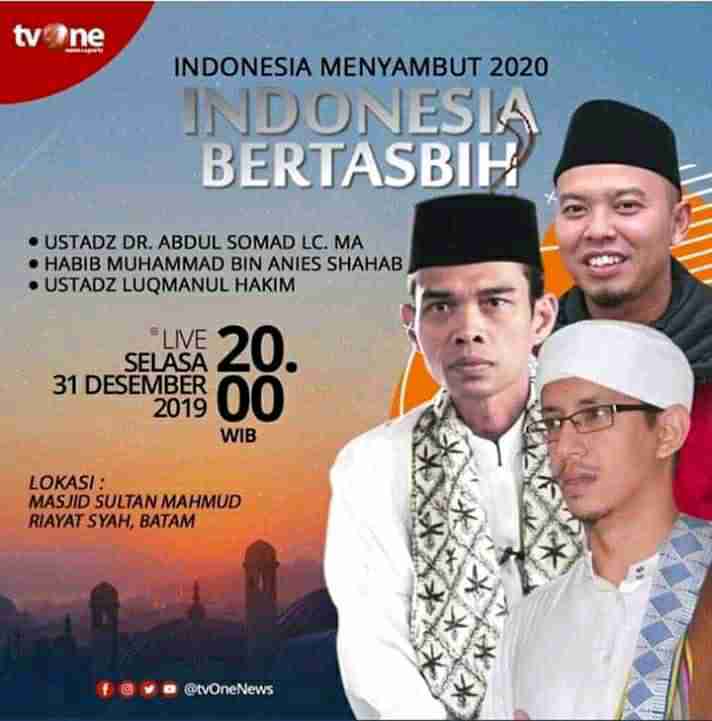 tvOne
INDONESIA MENYAMBUT 2020
INDONESIA
BERTASBIH
• USTADZ DR. ABDUL SOMAD LC. MA
• HABIB MUHAMMAD BIN ANIES SHAHAB
• USTADZ LUQMANUL HAKIM
LIVE
SELASA
31 DESEMBER
2019
20.
00
WIB
LOKASI :
MASJID SULTAN MAHMUD
RIAYAT SYAH, BATAM
@tvOneNews